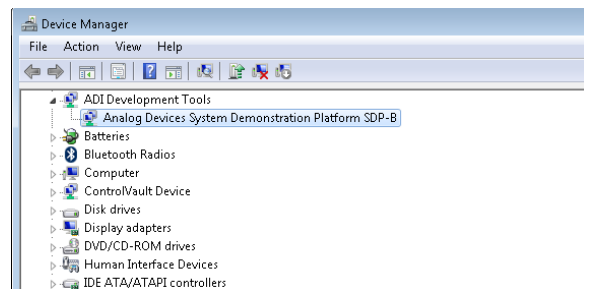 Device Manager
File Action View Help
ADI Development Tools
Analog Devices System Demonstration Platform SDP-B
Batteries
Bluetooth Radios
Computer
ControlVault Device
Disk drives
Display adapters
DVD/CD-ROM drives
Human Interface Devices
IDE ATA/ATAPI controllers